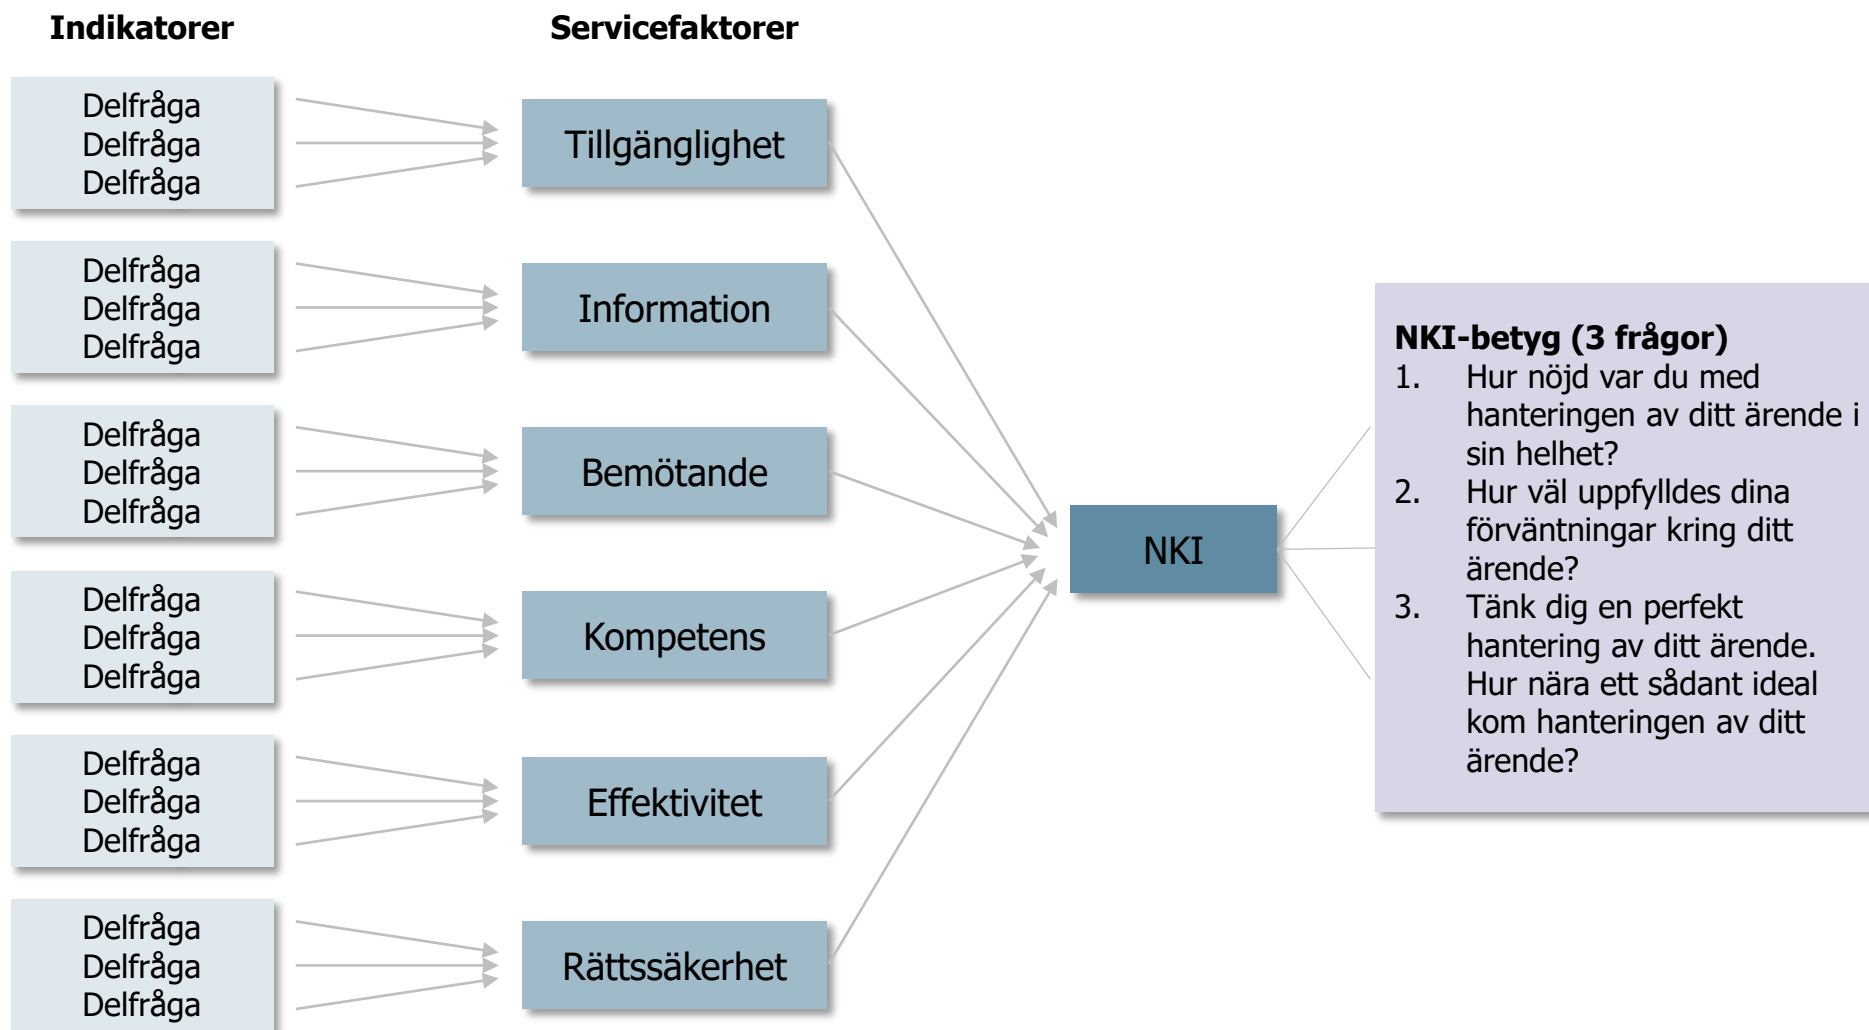 Indikatorer
Servicefaktorer
Delfråga
Delfråga
Delfråga
Tillgänglighet
Delfråga
Delfråga
Delfråga
Information
Delfråga
Delfråga
Delfråga
Bemötande
Delfråga
Delfråga
Delfråga
Kompetens
Delfråga
Delfråga
Delfråga
Effektivitet
Delfråga
Delfråga
Delfråga
Rättssäkerhet
NKI
NKI-betyg (3 frågor)
1. Hur nöjd var du med
hanteringen av ditt ärende i
sin helhet?
2. Hur väl uppfylldes dina
förväntningar kring ditt
ärende?
3. Tänk dig en perfekt
hantering av ditt ärende.
Hur nära ett sådant ideal
kom hanteringen av ditt
ärende?